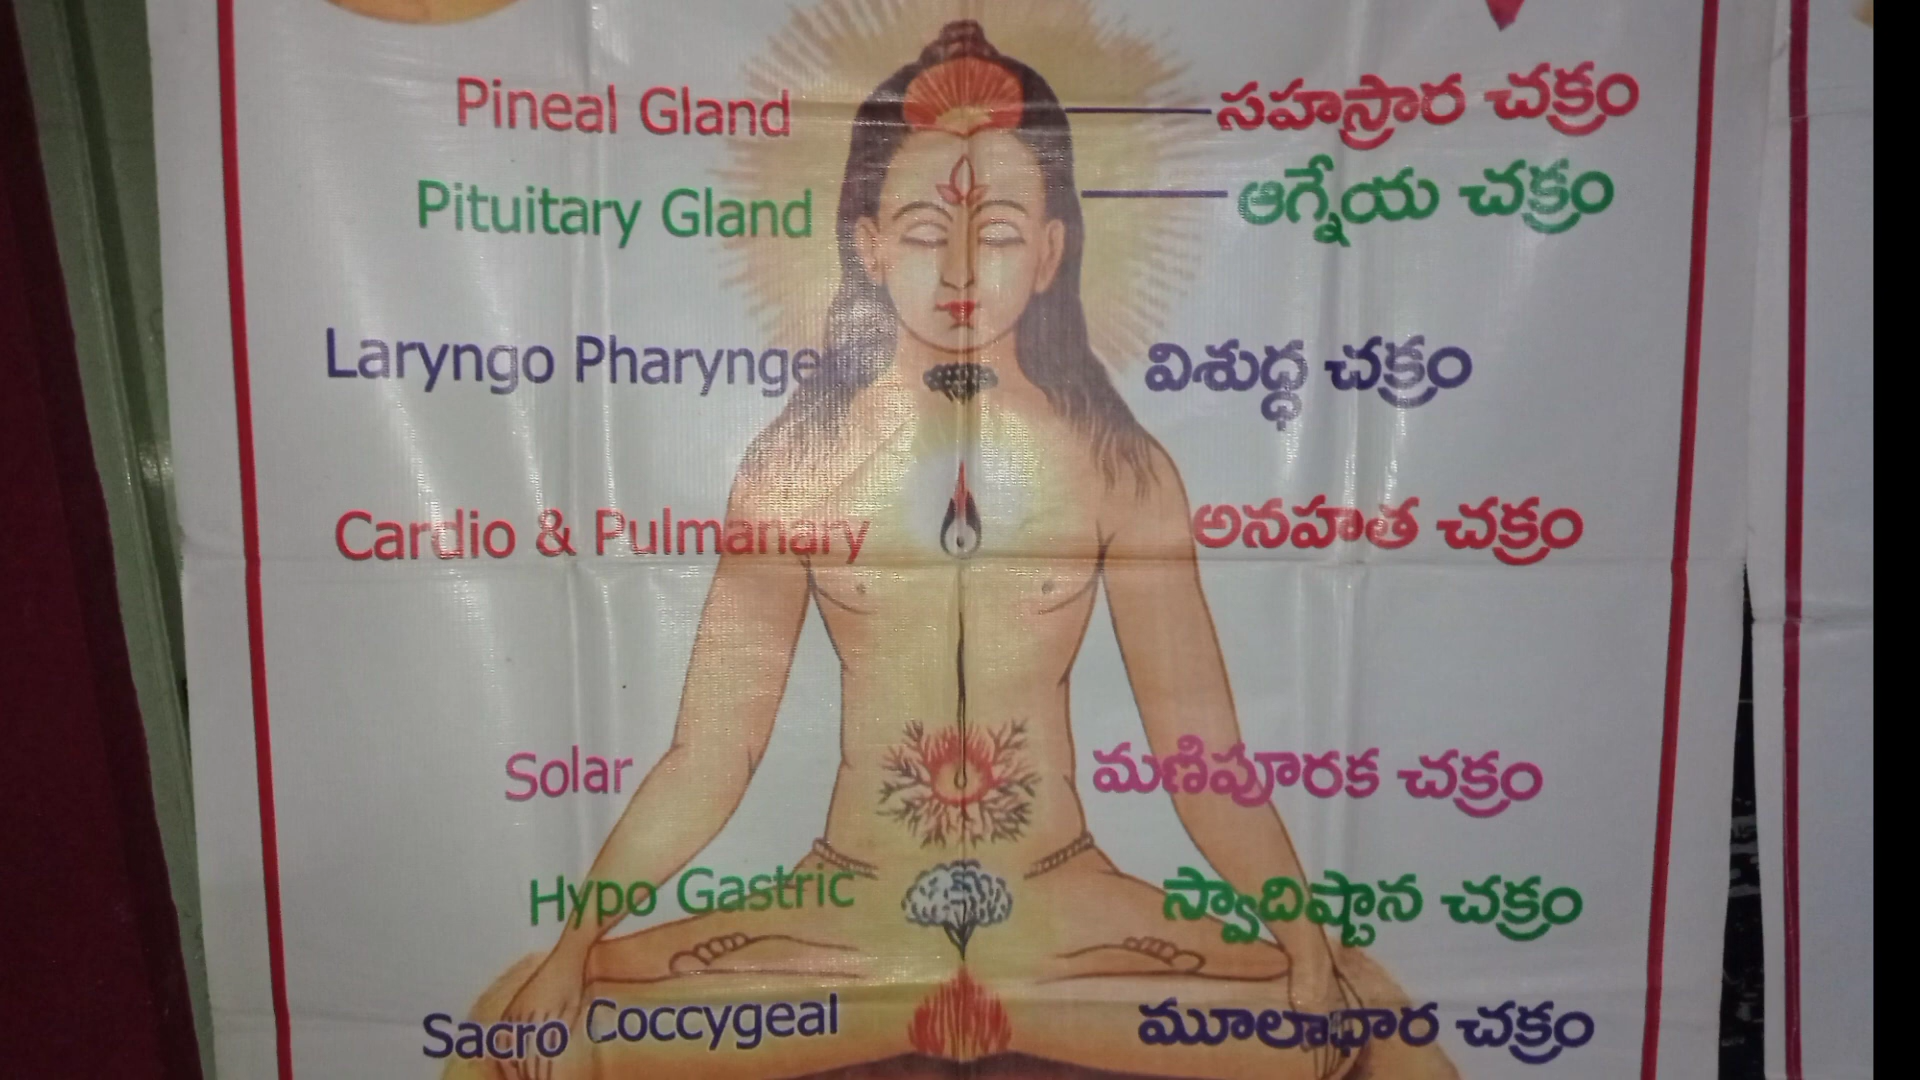 Pineal Gland సహస్రార చక్రం
Pituitary Gland ఆగ్నేయ చక్రం
Laryngo Pharynge విశుద్ధ చక్రం
Cardio & Pulmanary అనహత చక్రం
Solar మణిపూరక చక్రం
Hypo Gastric స్వాదిష్టాన చక్రం
Sacro Coccygeal మూలాధార చక్రం